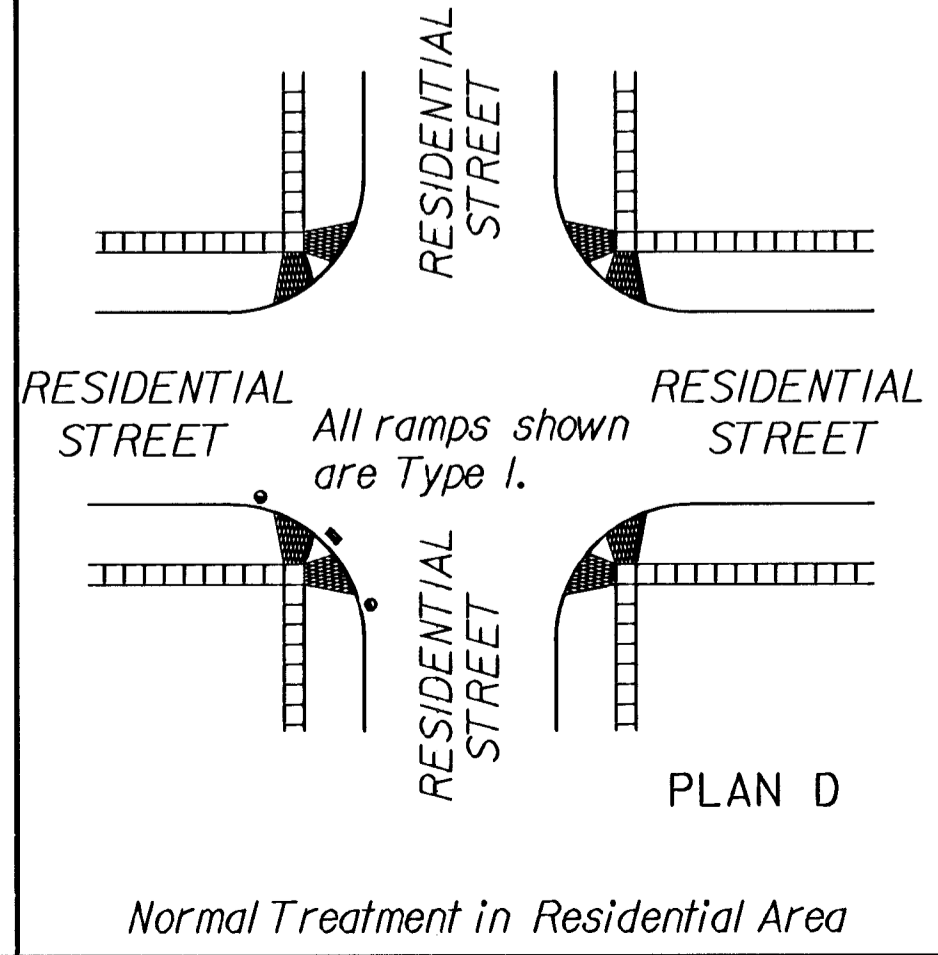 RESIDENTIAL
STREET
RESIDENTIAL
STREET
RESIDENTIAL
STREET
All ramps shown
are Type I.
RESIDENTIAL
STREET
PLAN D
Normal Treatment in Residential Area